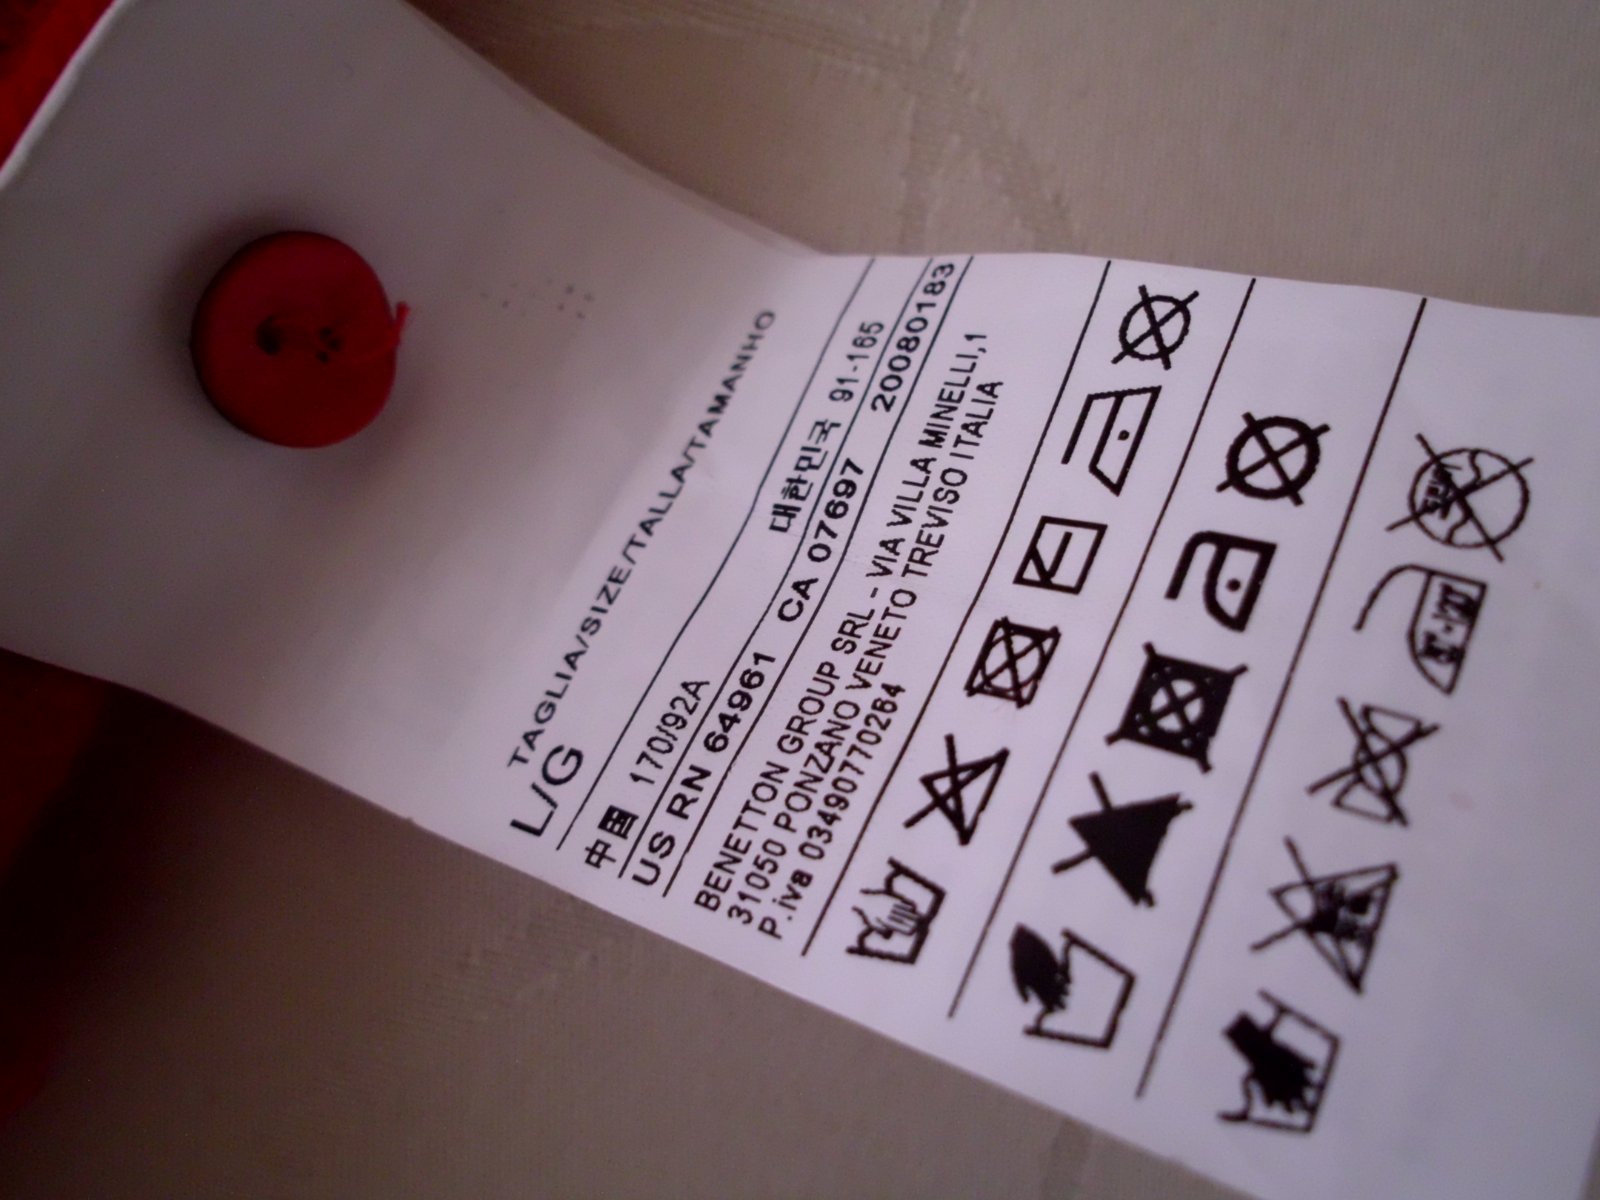 TAGLIA/SIZE/TALLA/TAMANHO
L/G
中国 170/92A 대한민국 91-165
US RN 64961 CA 07697 20080183
BENETTON GROUP SRL - VIA VILLA MINELLI,1
31050 PONZANO VENETO TREVISO ITALIA
P.iva 03490770264